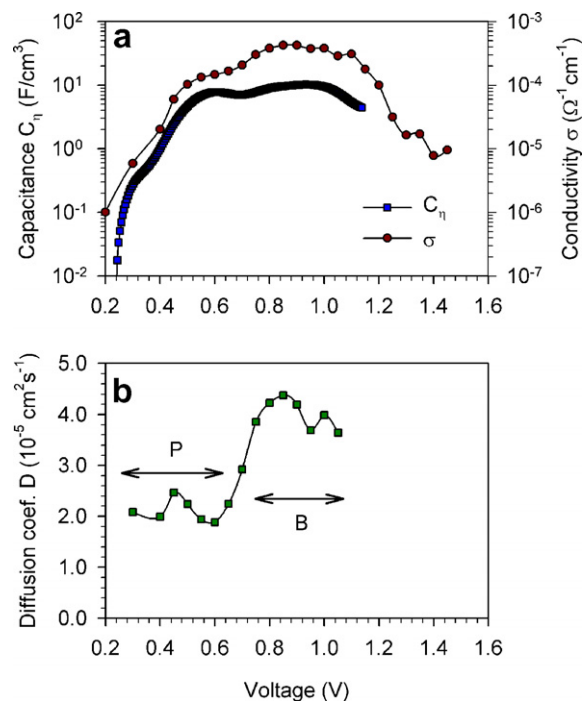 a
Capacitance Cη (F/cm³)
Conductivity σ (Ω⁻¹ cm⁻¹)
10² 10⁻³
10¹ 10⁻⁴
10⁰ 10⁻⁵
10⁻¹ 10⁻⁶
10⁻² 10⁻⁷
Cη
σ
0.2 0.4 0.6 0.8 1.0 1.2 1.4 1.6
b
Diffusion coef. D (10⁻⁵ cm²s⁻¹)
5.0
4.0
3.0
2.0
1.0
0.0
P
B
0.2 0.4 0.6 0.8 1.0 1.2 1.4 1.6
Voltage (V)